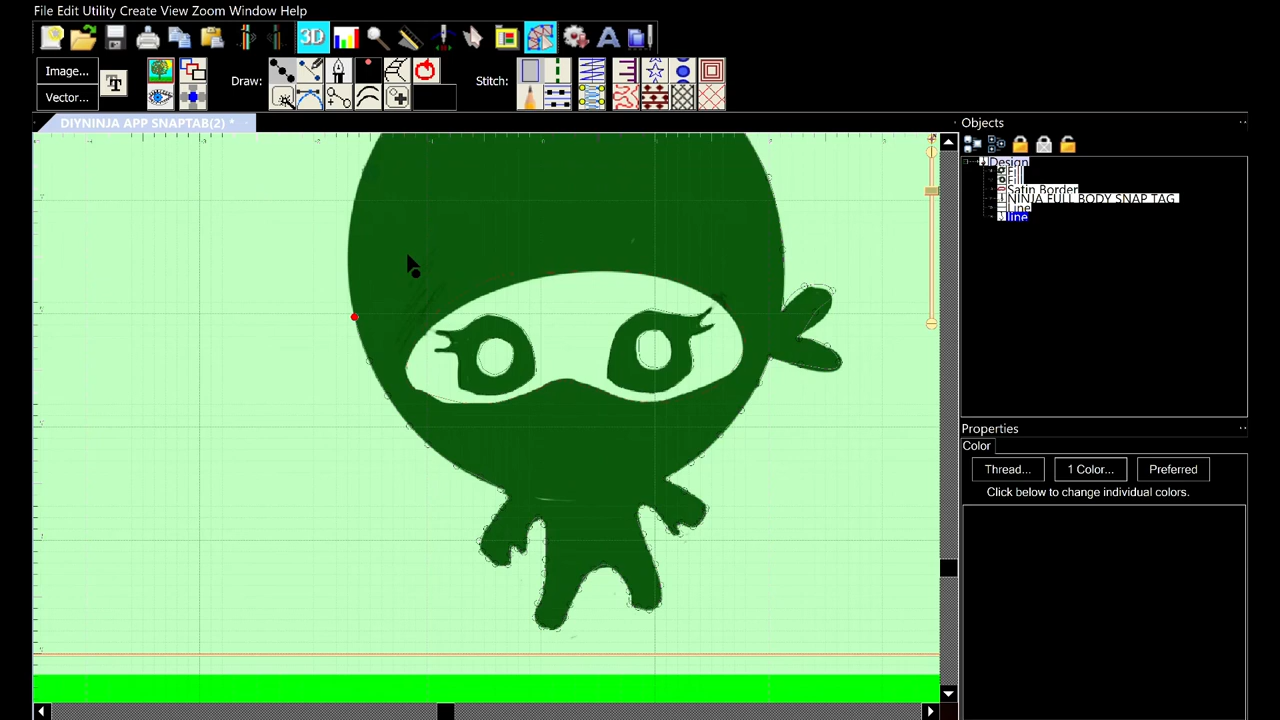 File Edit Utility Create View Zoom Window Help
3D
Image...
Vector...
T
Draw:
Stitch:
A
DIYNINJA APP SNAPTAB(2) *
Objects
Design
Fill
Fill
Satin Border
NINJA FULL BODY SNAP TAG
Line
line
Properties
Color
Thread...
1 Color...
Preferred
Click below to change individual colors.